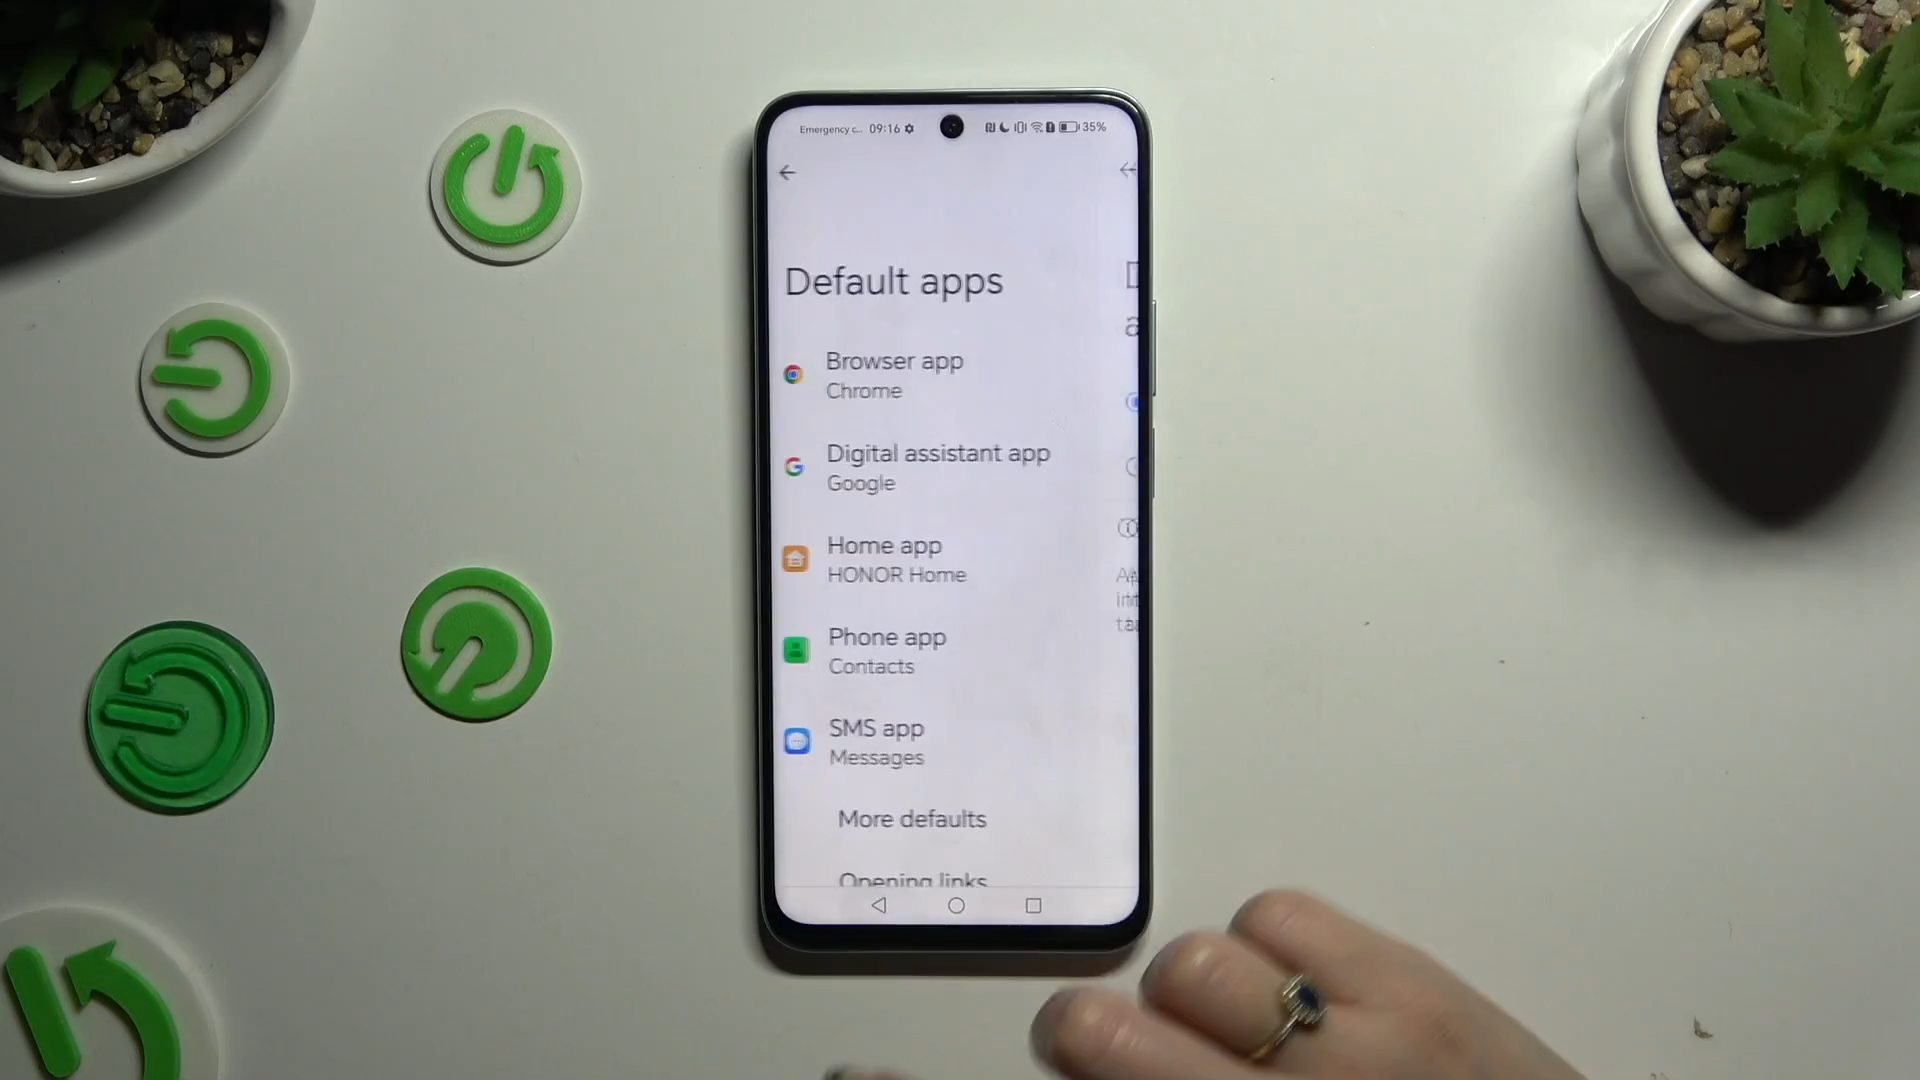 Emergency c... 09:16 35%
Default apps
Browser app
Chrome
Digital assistant app
Google
Home app
HONOR Home
Phone app
Contacts
SMS app
Messages
More defaults
Opening links